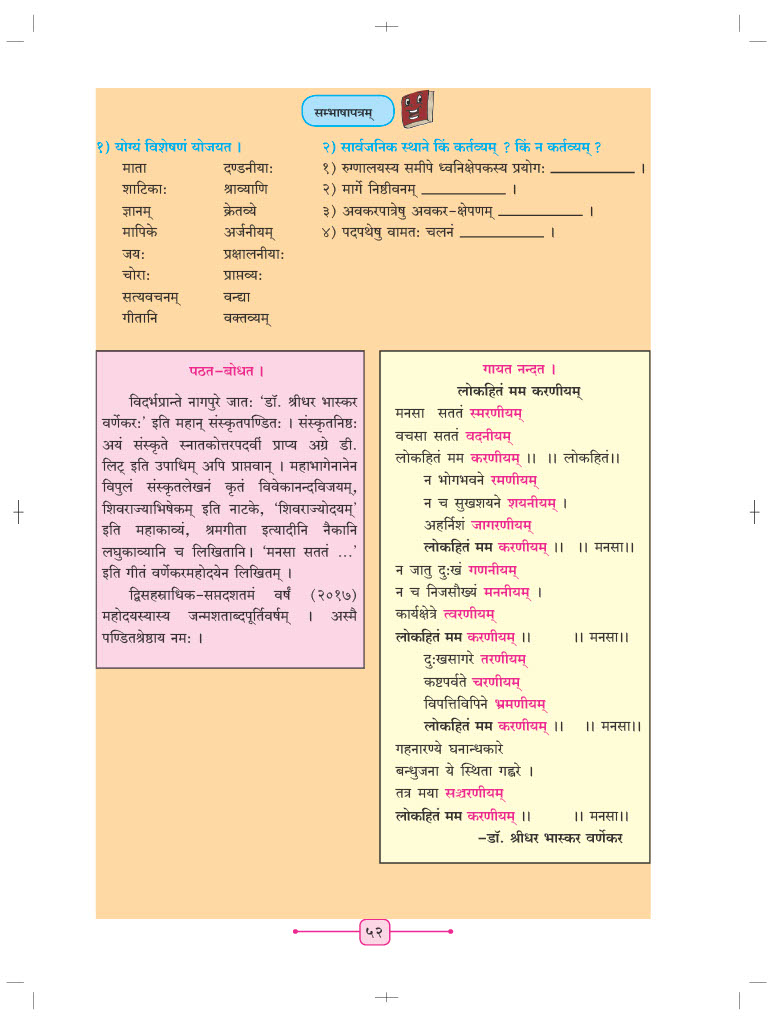 सम्भाषापत्रम्
१) योग्यं विशेषणं योजयत ।
माता दण्डनीयाः
शाटिकाः श्राव्याणि
ज्ञानम् क्रेतव्ये
मापिके अर्जनीयम्
जयः प्रक्षालनीयाः
चोराः प्राप्तव्यः
सत्यवचनम् वन्द्या
गीतानि वक्तव्यम्
२) सार्वजनिक स्थाने किं कर्तव्यम् ? किं न कर्तव्यम् ?
१) रुग्णालयस्य समीपे ध्वनिक्षेपकस्य प्रयोगः ____________ ।
२) मार्गे निष्ठीवनम् ____________ ।
३) अवकरपात्रेषु अवकर-क्षेपणम् ____________ ।
४) पदपथेषु वामतः चलनं ____________ ।
पठत-बोधत ।
विदर्भप्रान्ते नागपुरे जातः ‘डॉ. श्रीधर भास्कर
वर्णेकरः’ इति महान् संस्कृतपण्डितः । संस्कृतनिष्ठः
अयं संस्कृते स्नातकोत्तरपदवीं प्राप्य अग्रे डी.
लिट् इति उपाधिम् अपि प्राप्तवान् । महाभागेनानेन
विपुलं संस्कृतलेखनं कृतं विवेकानन्दविजयम्,
शिवराज्याभिषेकम् इति नाटके, ‘शिवराज्योदयम्’
इति महाकाव्यं, श्रमगीता इत्यादीनि नैकानि
लघुकाव्यानि च लिखितानि। ‘मनसा सततं ...’
इति गीतं वर्णेकरमहोदयेन लिखितम् ।
द्विसहस्राधिक-सप्तदशतमं वर्षं (२०१७)
महोदयस्यास्य जन्मशताब्दपूर्तिवर्षम् । अस्मै
पण्डितश्रेष्ठाय नमः ।
गायत नन्दत ।
लोकहितं मम करणीयम्
मनसा सततं स्मरणीयम्
वचसा सततं वदनीयम्
लोकहितं मम करणीयम् ।। ।। लोकहितं।।
न भोगभवने रमणीयम्
न च सुखशयने शयनीयम् ।
अहर्निशं जागरणीयम्
लोकहितं मम करणीयम् ।। ।। मनसा।।
न जातु दुःखं गणनीयम्
न च निजसौख्यं मननीयम् ।
कार्यक्षेत्रे त्वरणीयम्
लोकहितं मम करणीयम् ।। ।। मनसा।।
दुःखसागरे तरणीयम्
कष्टपर्वते चरणीयम्
विपत्तिविपिने भ्रमणीयम्
लोकहितं मम करणीयम् ।। ।। मनसा।।
गहनारण्ये घनान्धकारे
बन्धुजना ये स्थिता गह्वरे ।
तत्र मया सञ्चरणीयम्
लोकहितं मम करणीयम् ।। ।। मनसा।।
-डॉ. श्रीधर भास्कर वर्णेकर
५२